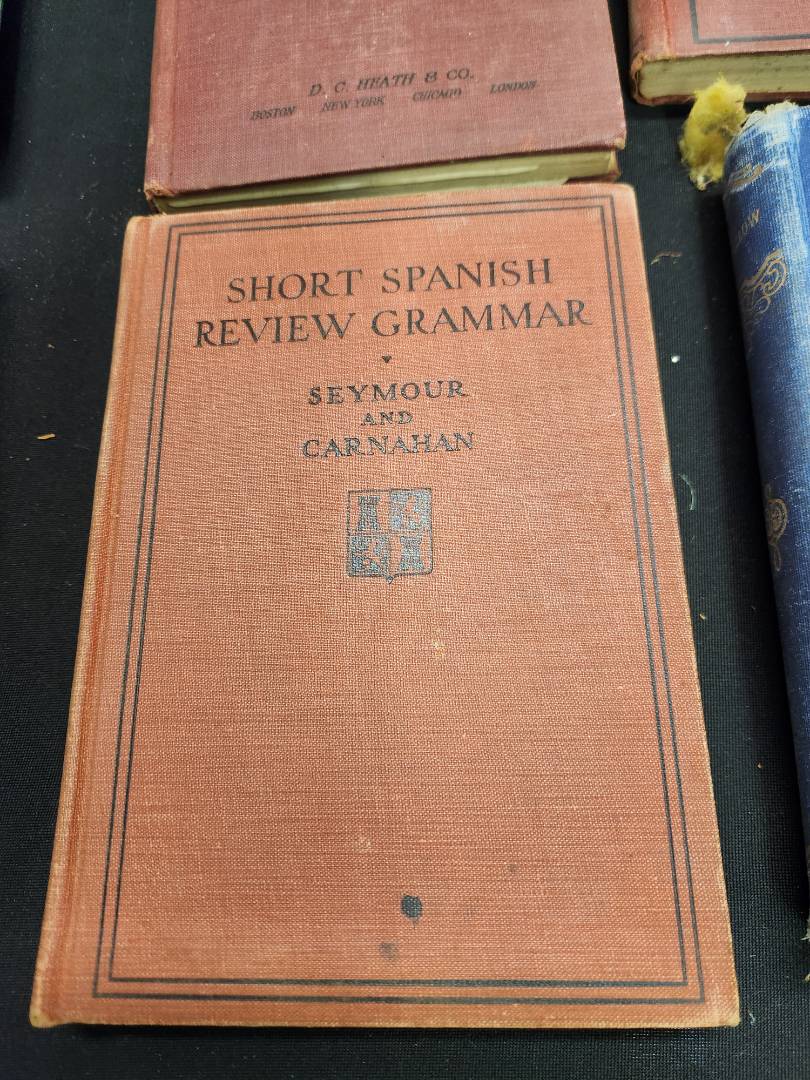 D. C. HEATH & CO.
BOSTON NEW YORK CHICAGO LONDON
SHORT SPANISH
REVIEW GRAMMAR
SEYMOUR
AND
CARNAHAN